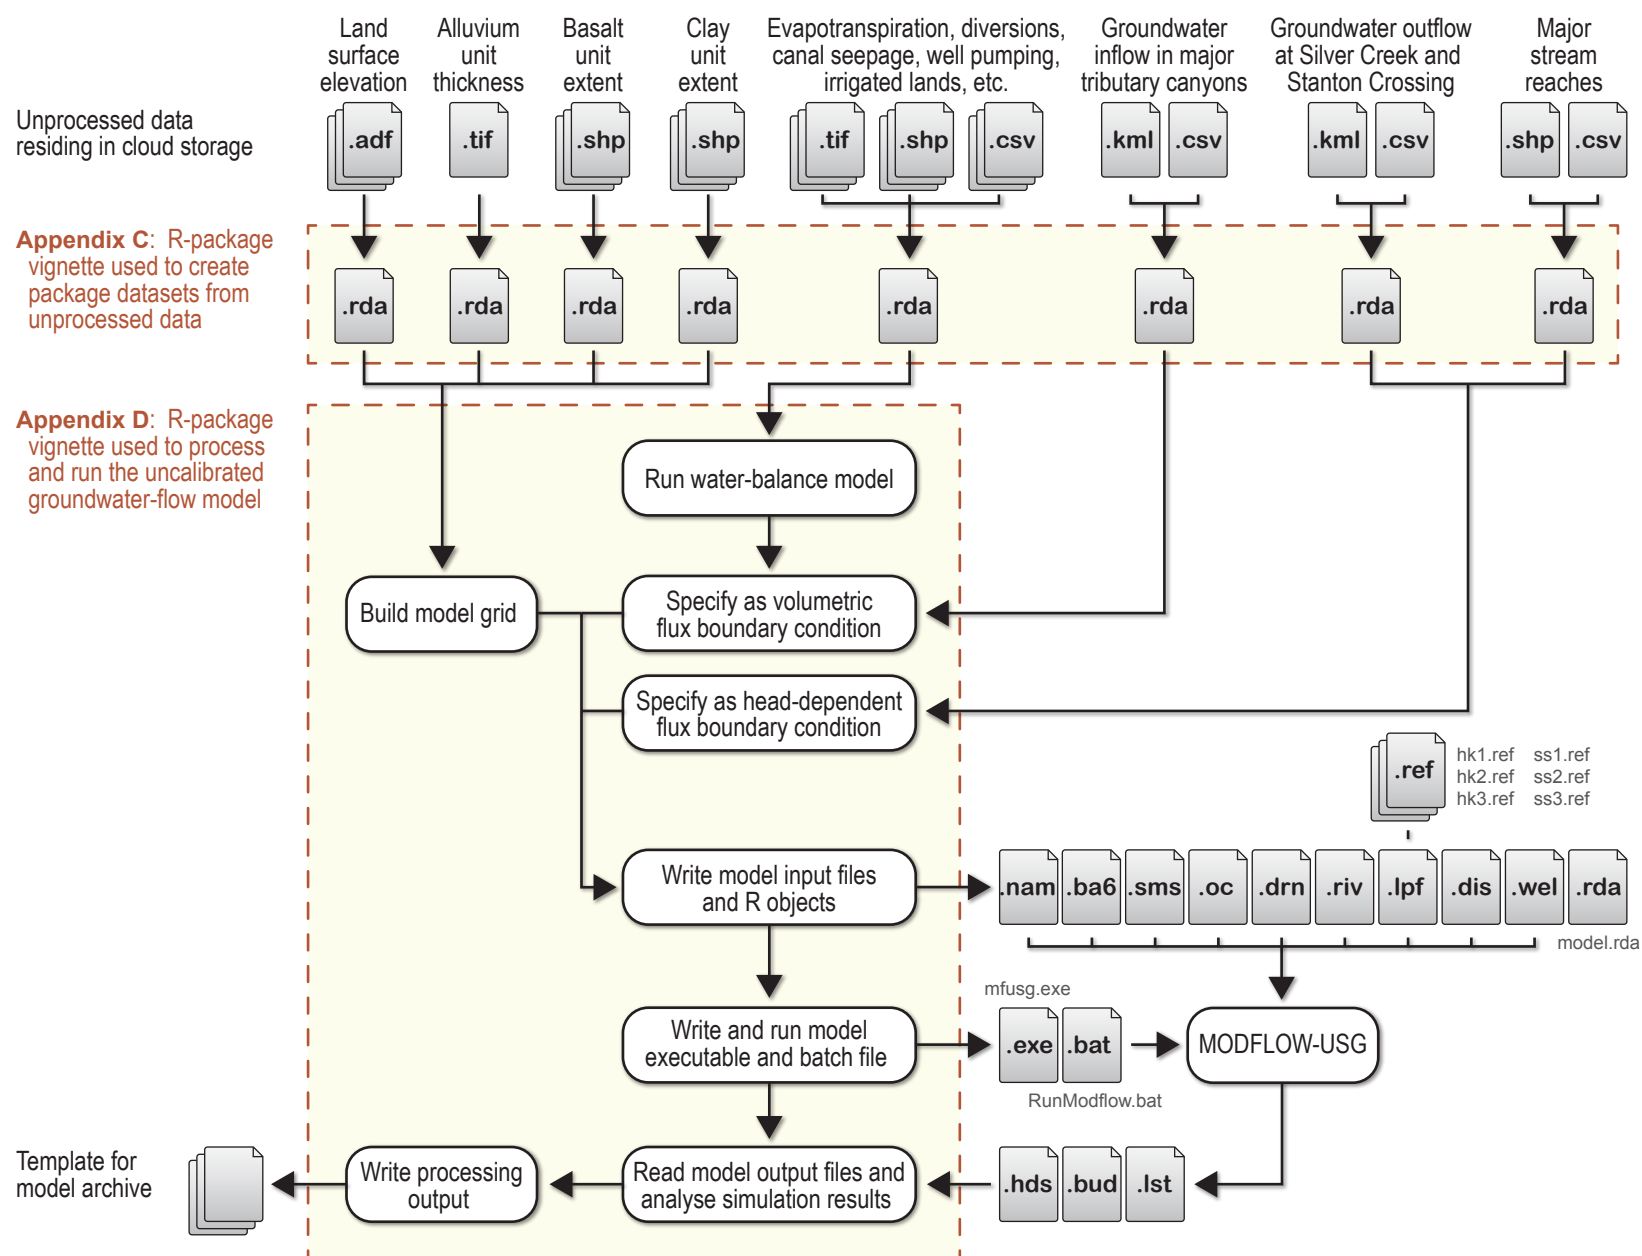 Land
surface
elevation
Alluvium
unit
thickness
Basalt
unit
extent
Clay
unit
extent
Evapotranspiration, diversions,
canal seepage, well pumping,
irrigated lands, etc.
Groundwater
inflow in major
tributary canyons
Groundwater outflow
at Silver Creek and
Stanton Crossing
Major
stream
reaches
Unprocessed data
residing in cloud storage
.adf
.tif
.shp
.shp
.tif
.shp
.csv
.kml
.csv
.kml
.csv
.shp
.csv
Appendix C: R-package
vignette used to create
package datasets from
unprocessed data
.rda
.rda
.rda
.rda
.rda
.rda
.rda
.rda
Appendix D: R-package
vignette used to process
and run the uncalibrated
groundwater-flow model
Run water-balance model
Build model grid
Specify as volumetric
flux boundary condition
Specify as head-dependent
flux boundary condition
.ref
hk1.ref ss1.ref
hk2.ref ss2.ref
hk3.ref ss3.ref
Write model input files
and R objects
.nam
.ba6
.sms
.oc
.drn
.riv
.lpf
.dis
.wel
.rda
model.rda
mfusg.exe
Write and run model
executable and batch file
.exe
.bat
MODFLOW-USG
RunModflow.bat
Template for
model archive
Write processing
output
Read model output files and
analyse simulation results
.hds
.bud
.lst